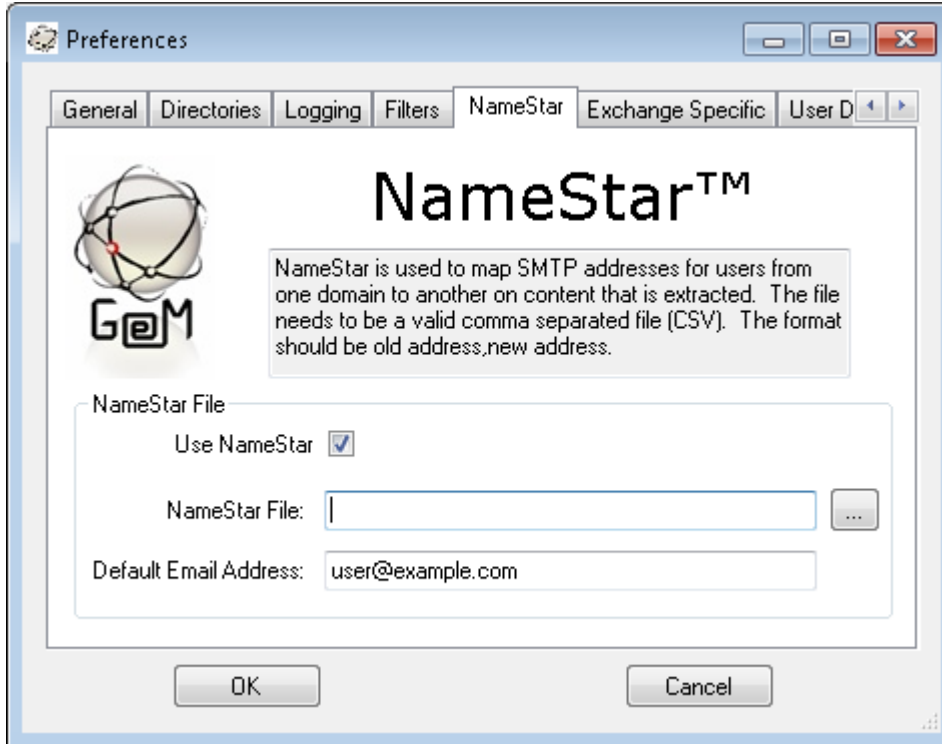 Preferences
General Directories Logging Filters NameStar Exchange Specific User D
NameStar™
G@M
NameStar is used to map SMTP addresses for users from
one domain to another on content that is extracted.  The file
needs to be a valid comma separated file (CSV).  The format
should be old address,new address.
NameStar File
Use NameStar
NameStar File:
...
Default Email Address: user@example.com
OK Cancel